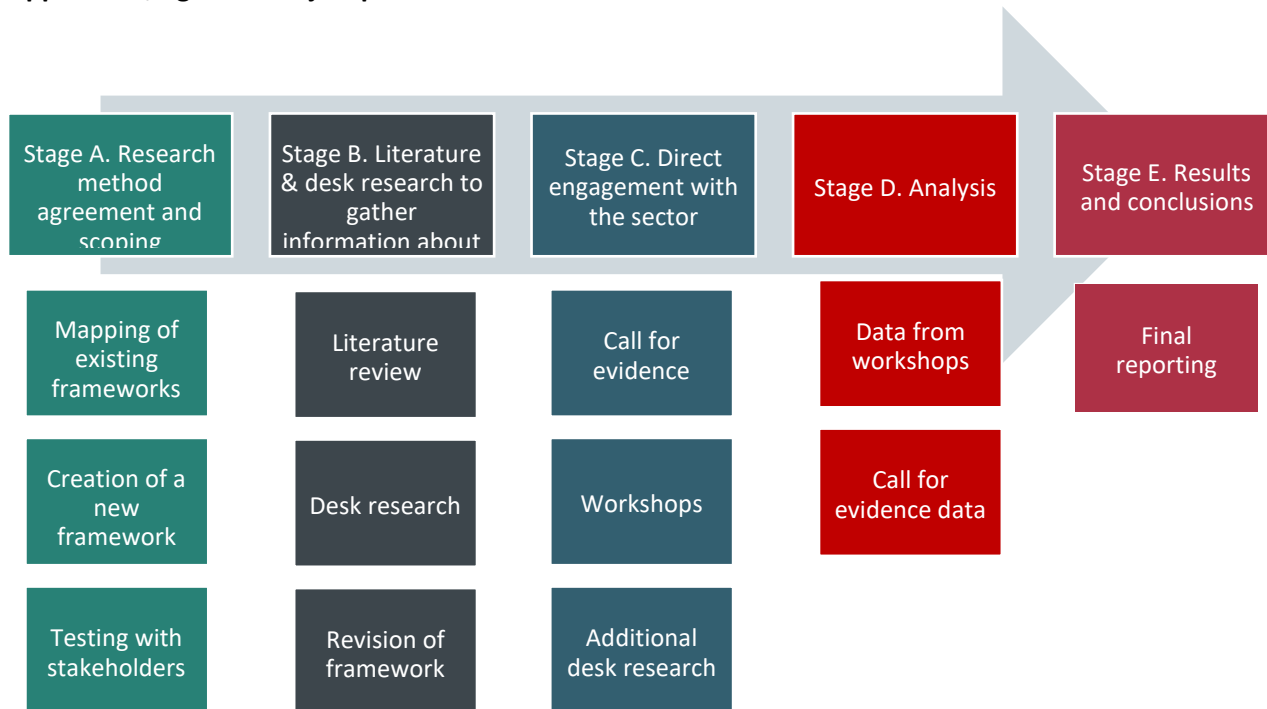 Stage A. Research
method
agreement and
scoping
Stage B. Literature
& desk research to
gather
information about
Stage C. Direct
engagement with
the sector
Stage D. Analysis
Stage E. Results
and conclusions
Mapping of
existing
frameworks
Creation of a
new
framework
Testing with
stakeholders
Literature
review
Desk research
Revision of
framework
Call for
evidence
Workshops
Additional
desk research
Data from
workshops
Call for
evidence data
Final
reporting